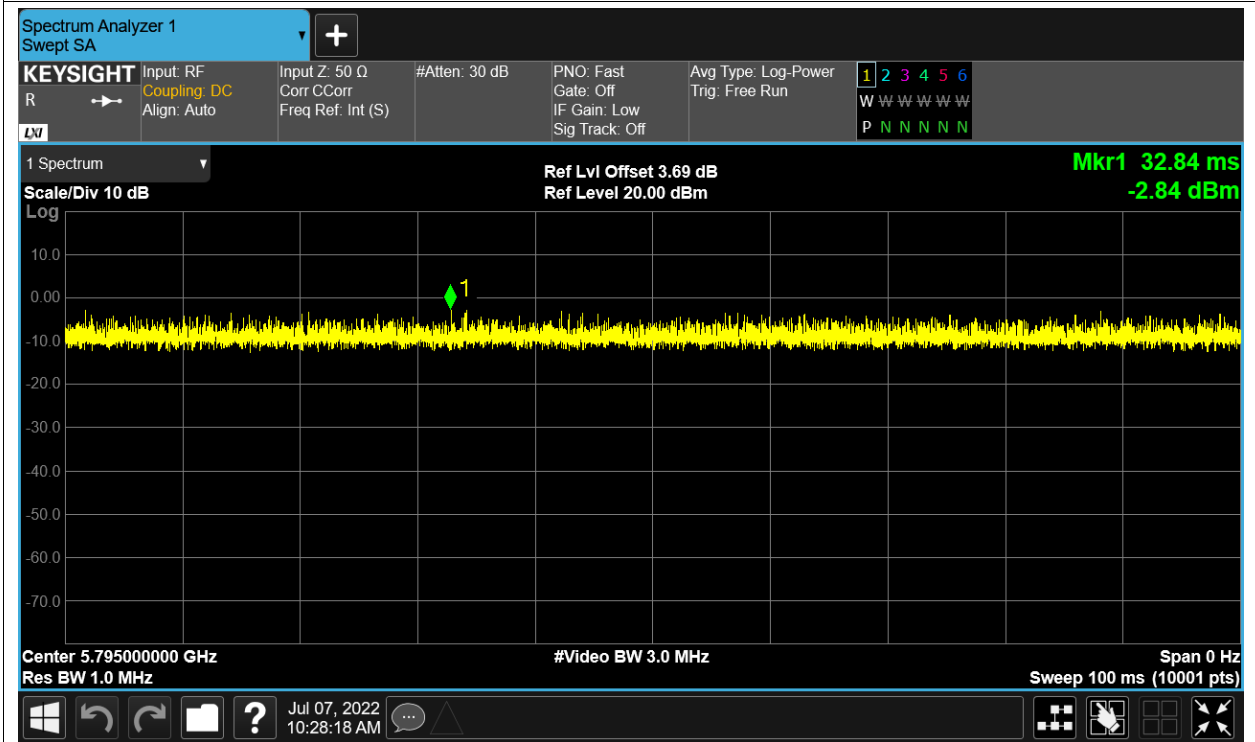 Spectrum Analyzer 1
Swept SA
KEYSIGHT
R
LXI
Input: RF
Coupling: DC
Align: Auto
Input Z: 50 Ω
Corr CCorr
Freq Ref: Int (S)
#Atten: 30 dB
PNO: Fast
Gate: Off
IF Gain: Low
Sig Track: Off
Avg Type: Log-Power
Trig: Free Run
1 2 3 4 5 6
W W W W W W
P N N N N N
1 Spectrum
Scale/Div 10 dB
Ref Lvl Offset 3.69 dB
Ref Level 20.00 dBm
Mkr1 32.84 ms
-2.84 dBm
Log
10.0
0.00
-10.0
-20.0
-30.0
-40.0
-50.0
-60.0
-70.0
1
Center 5.795000000 GHz
Res BW 1.0 MHz
#Video BW 3.0 MHz
Span 0 Hz
Sweep 100 ms (10001 pts)
?
Jul 07, 2022
10:28:18 AM